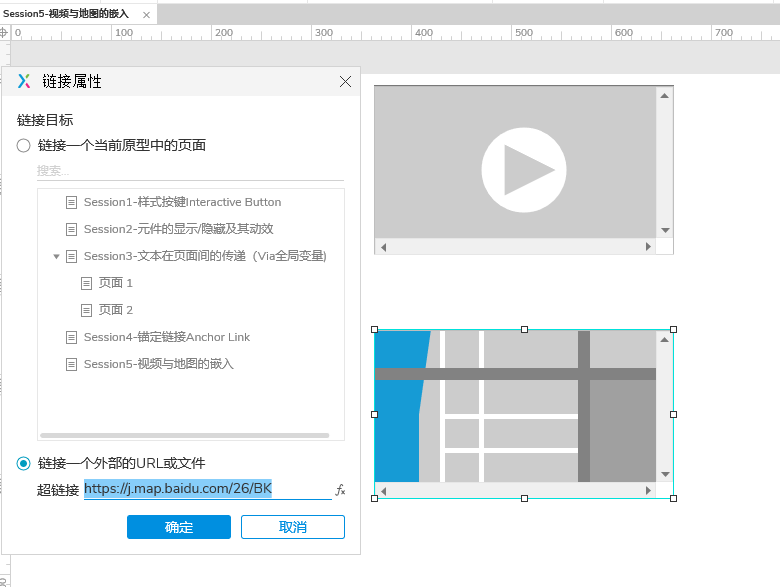 Session5-视频与地图的嵌入
0 100 200 300 400 500 600 700
链接属性
链接目标
链接一个当前原型中的页面
搜索...
Session1-样式按键Interactive Button
Session2-元件的显示/隐藏及其动效
Session3-文本在页面间的传递（Via全局变量)
页面 1
页面 2
Session4-锚定链接Anchor Link
Session5-视频与地图的嵌入
链接一个外部的URL或文件
超链接 https://j.map.baidu.com/26/BK fx
确定 取消